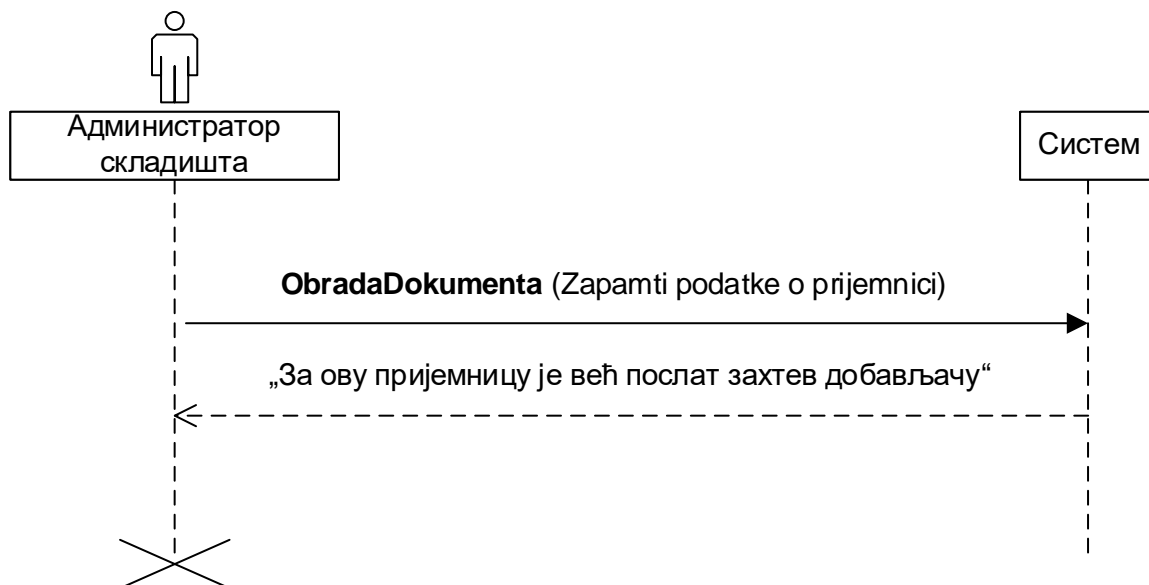 Администратор
складишта
Систем
ObradaDokumenta (Zapamti podatke o prijemnici)
„За ову пријемницу је већ послат захтев добављачу“